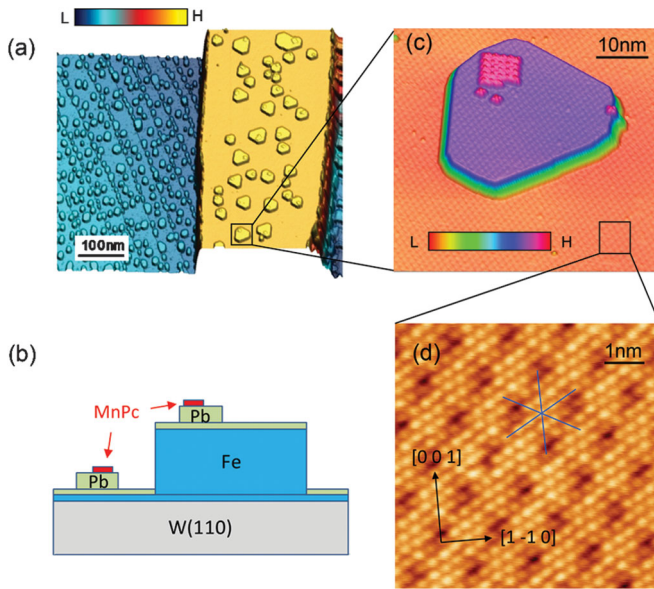 L H
(a)
100nm
(c)
10nm
L H
(b)
MnPc
Pb
Fe
Pb
W(110)
(d)
1nm
[0 0 1]
[1 -1 0]